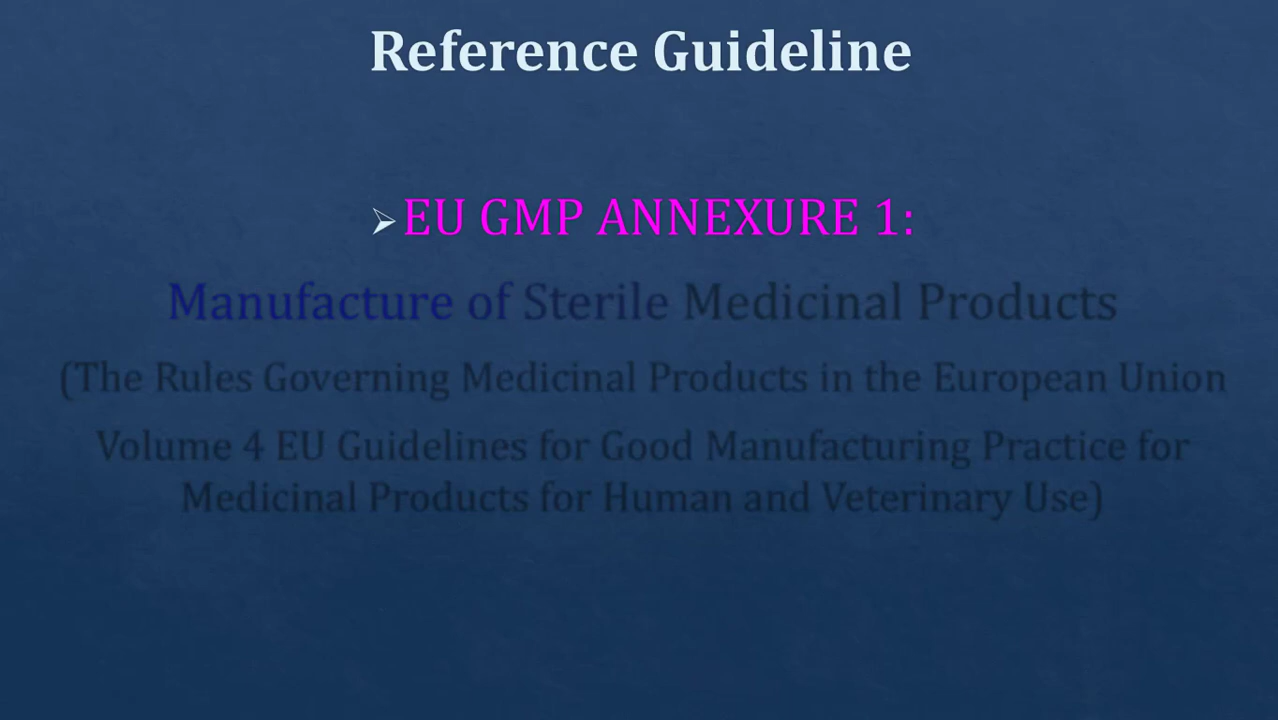 Reference Guideline
➢EU GMP ANNEXURE 1:
Manufacture of Sterile Medicinal Products
(The Rules Governing Medicinal Products in the European Union
Volume 4 EU Guidelines for Good Manufacturing Practice for
Medicinal Products for Human and Veterinary Use)